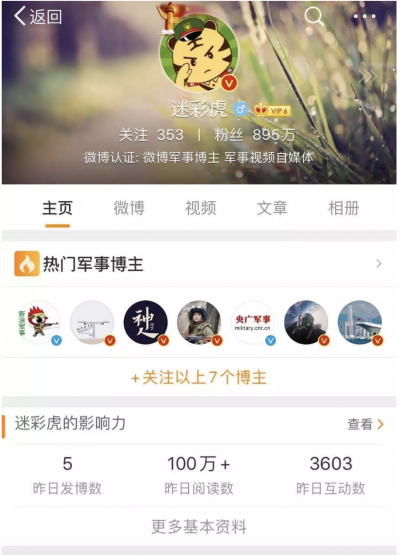 返回
迷彩虎 VIP 6
关注 353 | 粉丝 895万
微博认证: 微博军事博主 军事视频自媒体
主页 微博 视频 文章 相册
热门军事博主
神人 央广军事
military.cnr.cn
+关注以上7个博主
迷彩虎的影响力 查看
5 100万+ 3603
昨日发博数 昨日阅读数 昨日互动数
更多基本资料